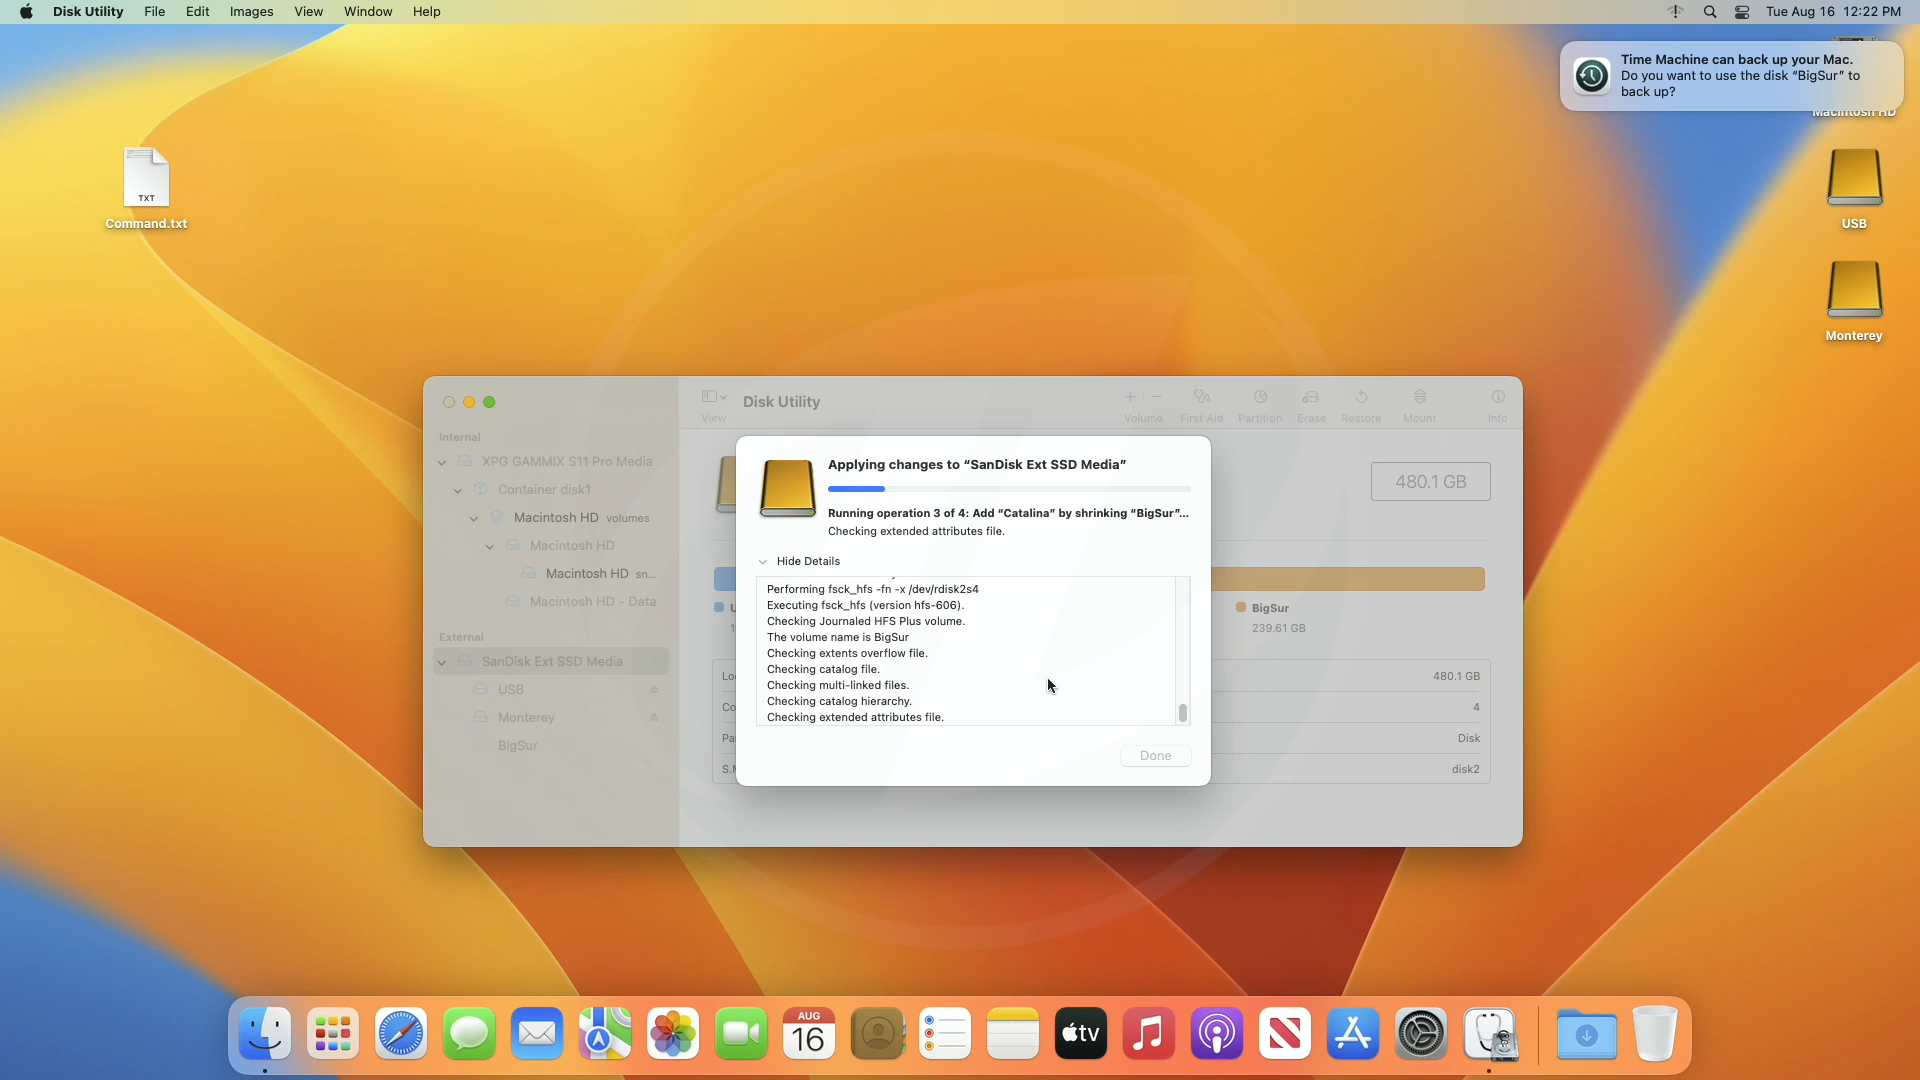 Disk Utility File Edit Images View Window Help Tue Aug 16 12:22 PM
Time Machine can back up your Mac.
Do you want to use the disk “BigSur” to
back up?
Macintosh HD
TXT
Command.txt
USB
Monterey
View
Disk Utility
Volume First Aid Partition Erase Restore Mount Info
Internal
XPG GAMMIX S11 Pro Media
Container disk1
Macintosh HD volumes
Macintosh HD
Macintosh HD sn...
Macintosh HD - Data
External
SanDisk Ext SSD Media
USB
Monterey
BigSur
480.1 GB
Applying changes to “SanDisk Ext SSD Media”
Running operation 3 of 4: Add “Catalina” by shrinking “BigSur”...
Checking extended attributes file.
Hide Details
Performing fsck_hfs -fn -x /dev/rdisk2s4
Executing fsck_hfs (version hfs-606).
Checking Journaled HFS Plus volume.
The volume name is BigSur
Checking extents overflow file.
Checking catalog file.
Checking multi-linked files.
Checking catalog hierarchy.
Checking extended attributes file.
Done
BigSur
239.61 GB
480.1 GB
4
Disk
disk2
AUG
16
tv